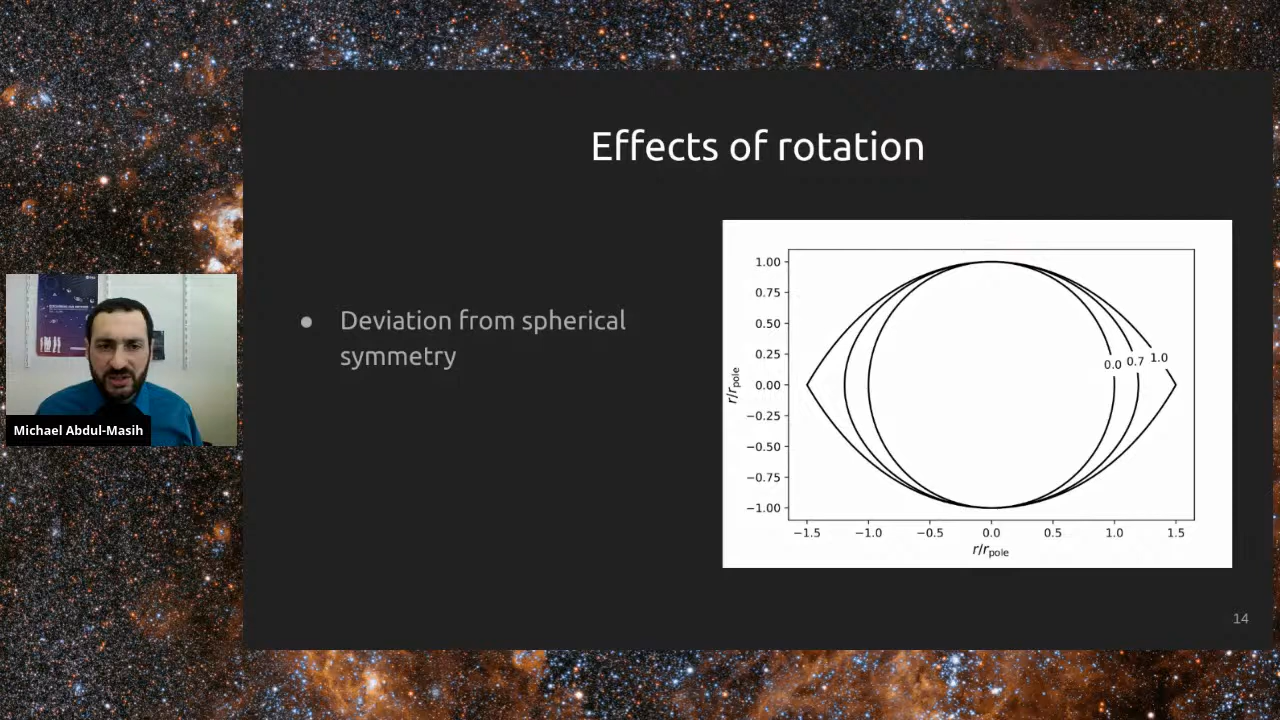 Effects of rotation
● Deviation from spherical
symmetry
1.00
0.75
0.50
0.25
0.00
−0.25
−0.50
−0.75
−1.00
r/rpole
0.0 0.7 1.0
−1.5 −1.0 −0.5 0.0 0.5 1.0 1.5
r/rpole
Michael Abdul-Masih
14